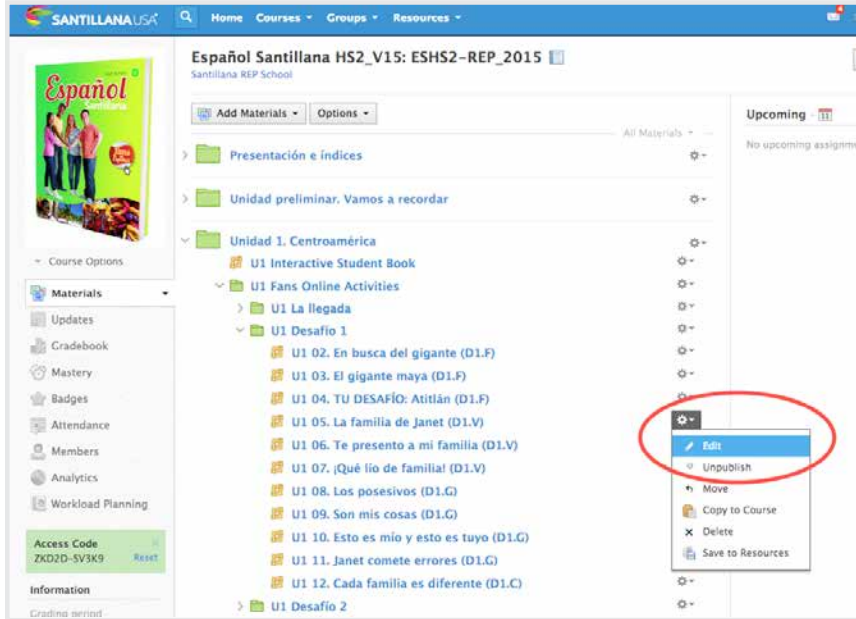 SANTILLANAUSA
Home Courses Groups Resources
4
Español Santillana HS2_V15: ESHS2-REP_2015
Santillana REP School
Español
Santillana
Course Options
Materials
Updates
Gradebook
Mastery
Badges
Attendance
Members
Analytics
Workload Planning
Access Code
ZKD2D-SV3K9 Reset
Information
Grading period
Add Materials Options
All Materials
Presentación e índices
Unidad preliminar. Vamos a recordar
Unidad 1. Centroamérica
U1 Interactive Student Book
U1 Fans Online Activities
U1 La llegada
U1 Desafío 1
U1 02. En busca del gigante (D1.F)
U1 03. El gigante maya (D1.F)
U1 04. TU DESAFÍO: Atitlán (D1.F)
U1 05. La familia de Janet (D1.V)
U1 06. Te presento a mi familia (D1.V)
U1 07. ¡Qué lío de familia! (D1.V)
U1 08. Los posesivos (D1.G)
U1 09. Son mis cosas (D1.G)
U1 10. Esto es mío y esto es tuyo (D1.G)
U1 11. Janet comete errores (D1.G)
U1 12. Cada familia es diferente (D1.C)
U1 Desafío 2
Edit
Unpublish
Move
Copy to Course
Delete
Save to Resources
Upcoming 11
No upcoming assignme